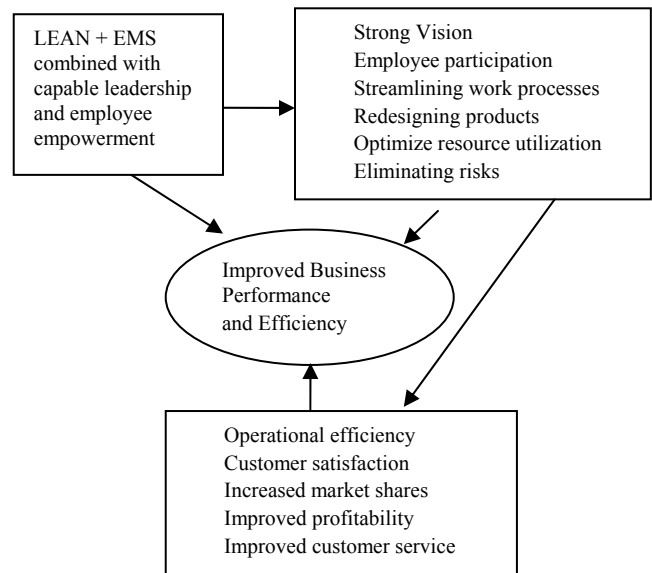 LEAN + EMS
combined with
capable leadership
and employee
empowerment
Strong Vision
Employee participation
Streamlining work processes
Redesigning products
Optimize resource utilization
Eliminating risks
Improved Business
Performance
and Efficiency
Operational efficiency
Customer satisfaction
Increased market shares
Improved profitability
Improved customer service